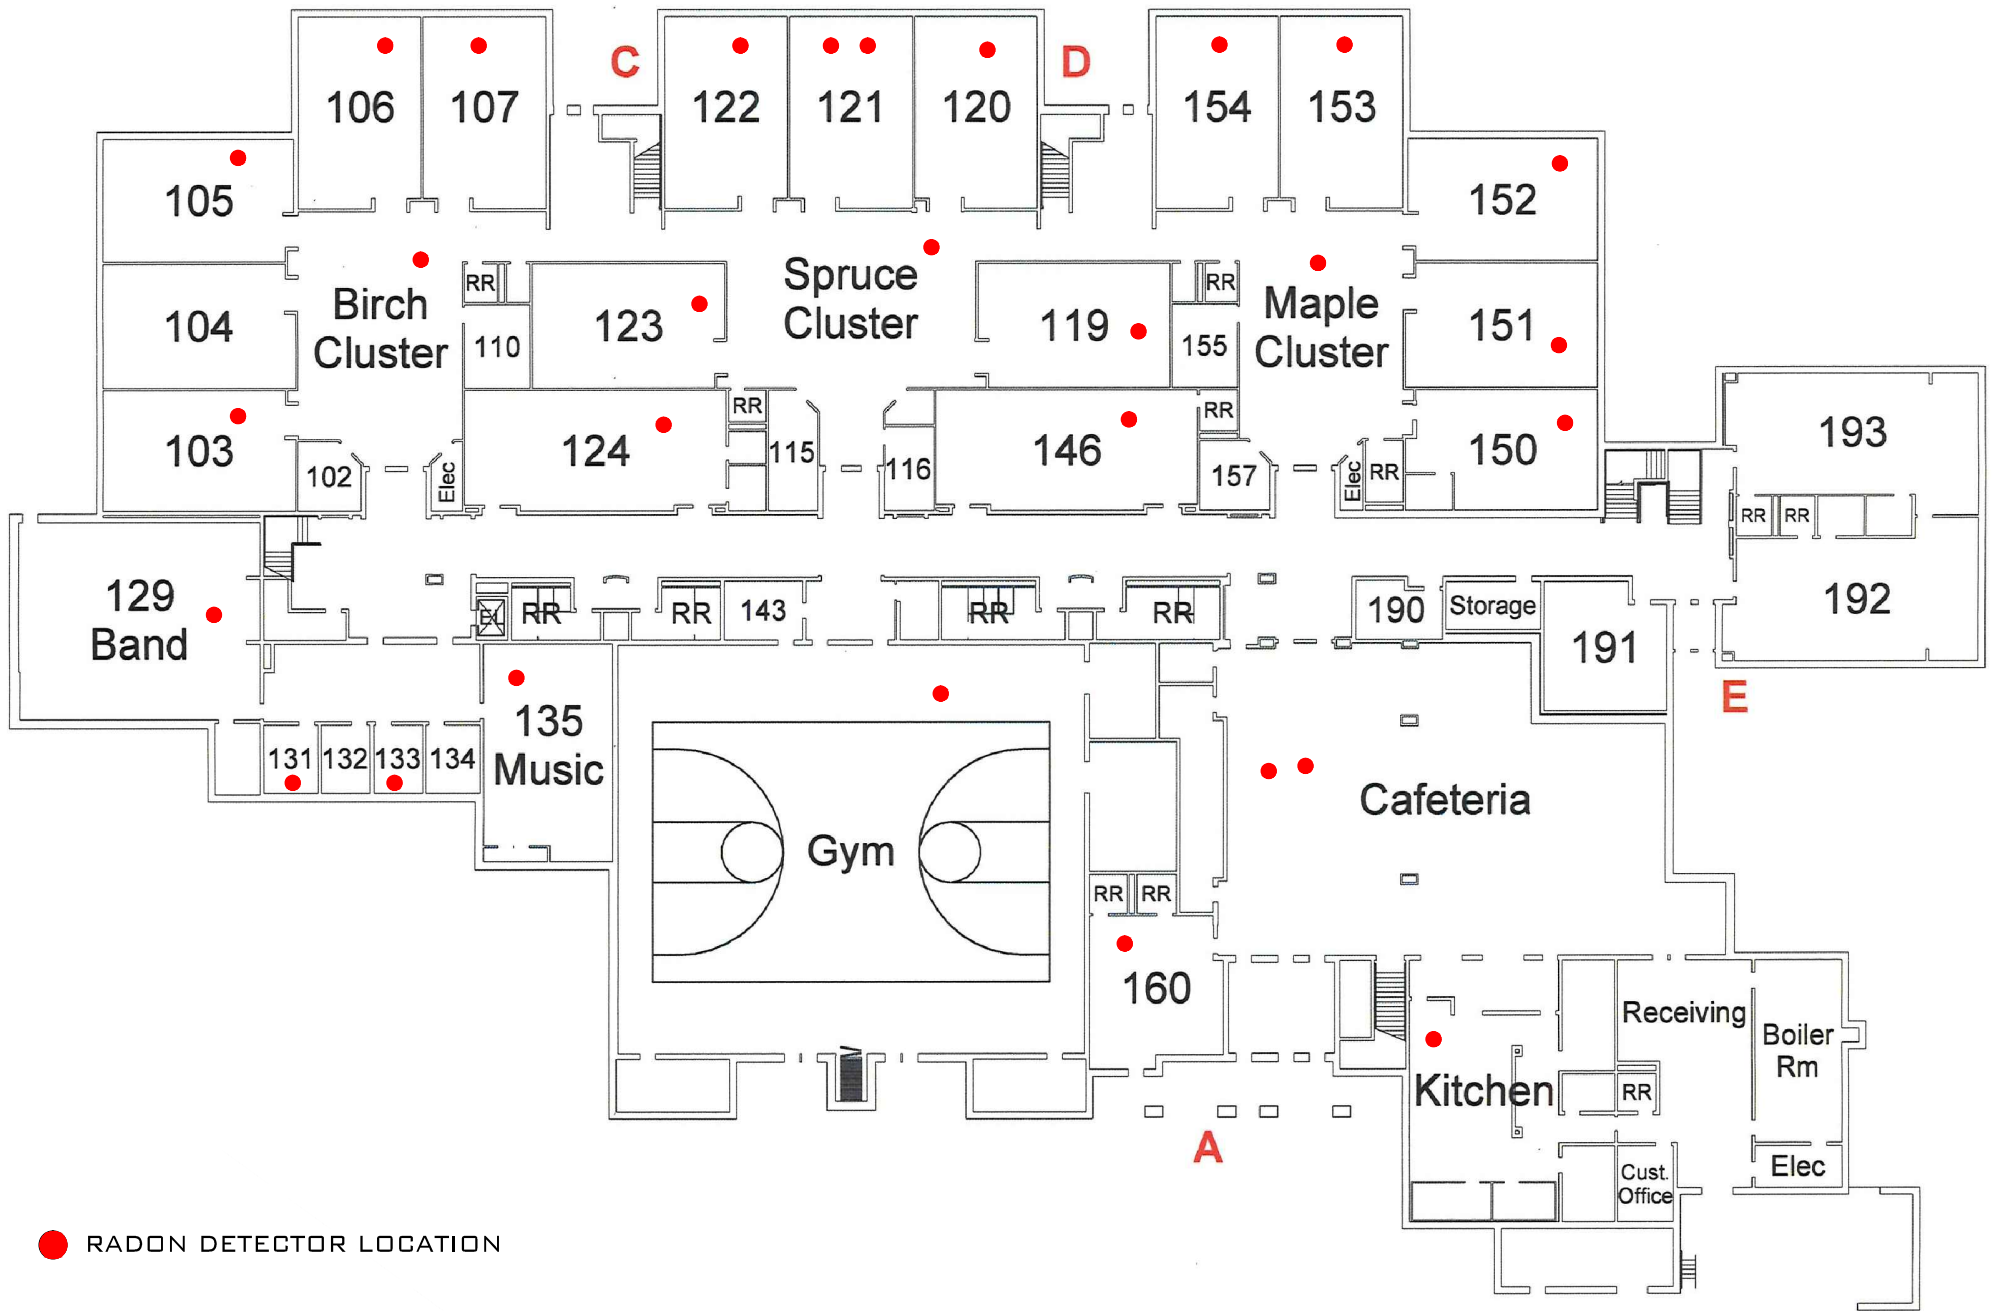 C
D
106
107
122
121
120
154
153
105
152
RR
Spruce
Cluster
RR
Birch
Cluster
Maple
Cluster
104
110
123
119
155
151
RR
RR
103
102
Elec
124
115
116
146
157
Elec
RR
150
193
RR
RR
129
Band
EL
RR
RR
143
RR
RR
190
Storage
192
191
E
135
Music
131
132
133
134
Gym
Cafeteria
RR
RR
160
Receiving
Boiler
Rm
Kitchen
RR
A
Cust.
Office
Elec
RADON DETECTOR LOCATION